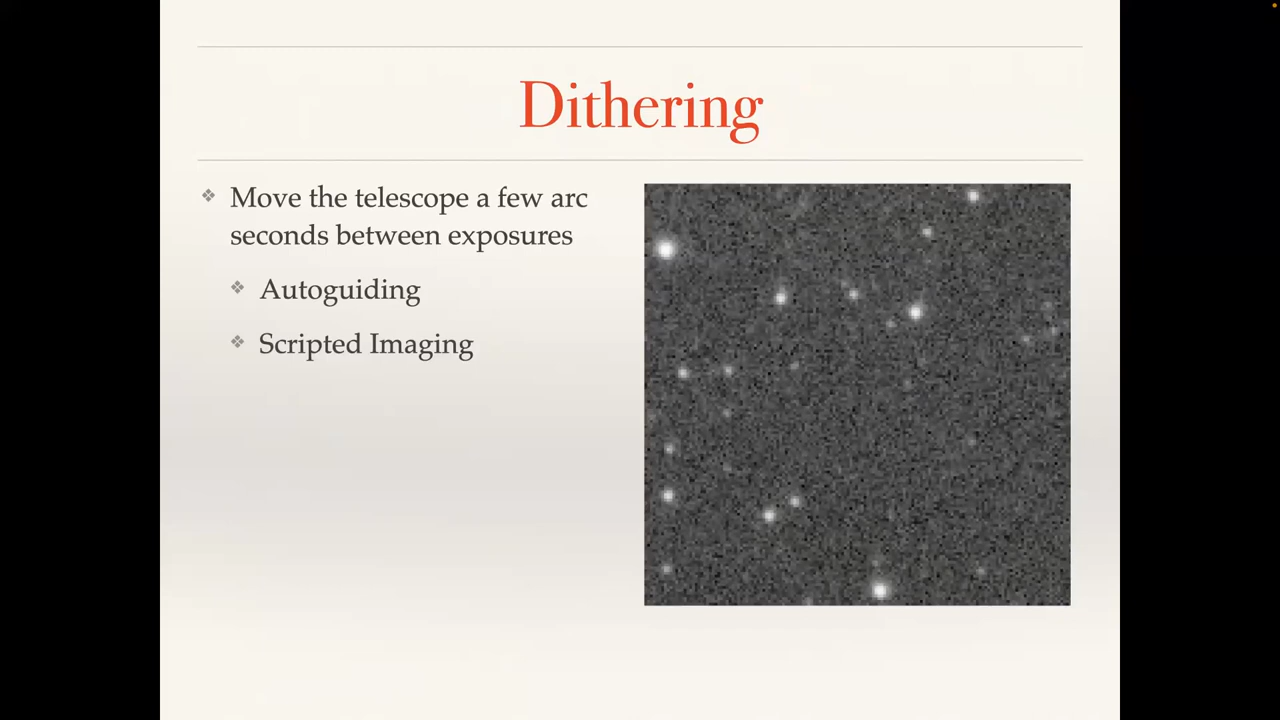 Dithering
Move the telescope a few arc
seconds between exposures
Autoguiding
Scripted Imaging